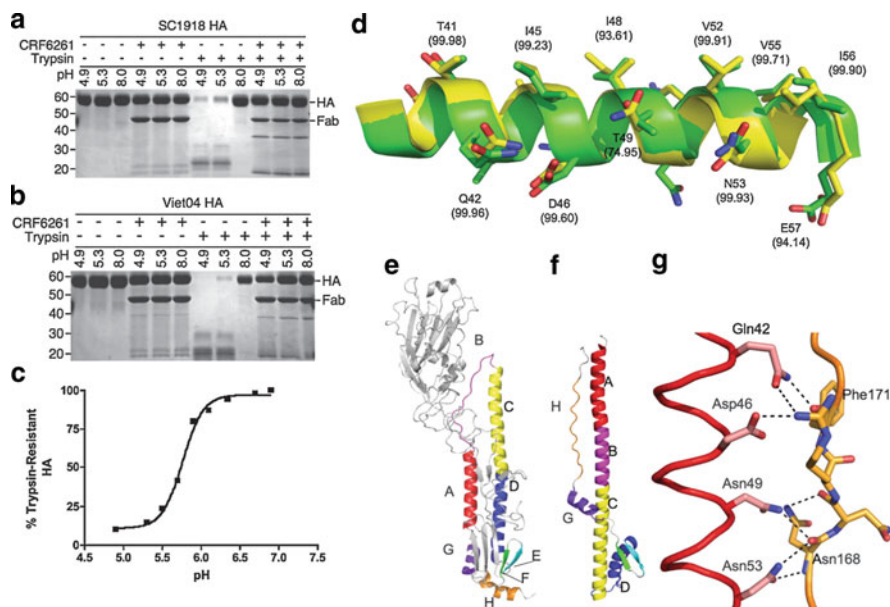 a
SC1918 HA
CRF6261 - - - + + + - - - + + +
Trypsin - - - - - - + + + + + +
pH 4.9 5.3 8.0 4.9 5.3 8.0 4.9 5.3 8.0 4.9 5.3 8.0
60
50
40
30
20
HA
Fab
b
Viet04 HA
CRF6261 - - - + + + - - - + + +
Trypsin - - - - - - + + + + + +
pH 4.9 5.3 8.0 4.9 5.3 8.0 4.9 5.3 8.0 4.9 5.3 8.0
60
50
40
30
20
HA
Fab
c
% Trypsin-Resistant
HA
100
75
50
25
0
4.5 5.0 5.5 6.0 6.5 7.0 7.5
pH
d
T41
(99.98)
I45
(99.23)
I48
(93.61)
V52
(99.91)
V55
(99.71)
I56
(99.90)
Q42
(99.96)
D46
(99.60)
T49
(74.95)
N53
(99.93)
E57
(94.14)
e
B
C
A
D
G
E
F
H
f
A
H
B
C
G
D
g
Gln42
Phe171
Asp46
Asn49
Asn168
Asn53